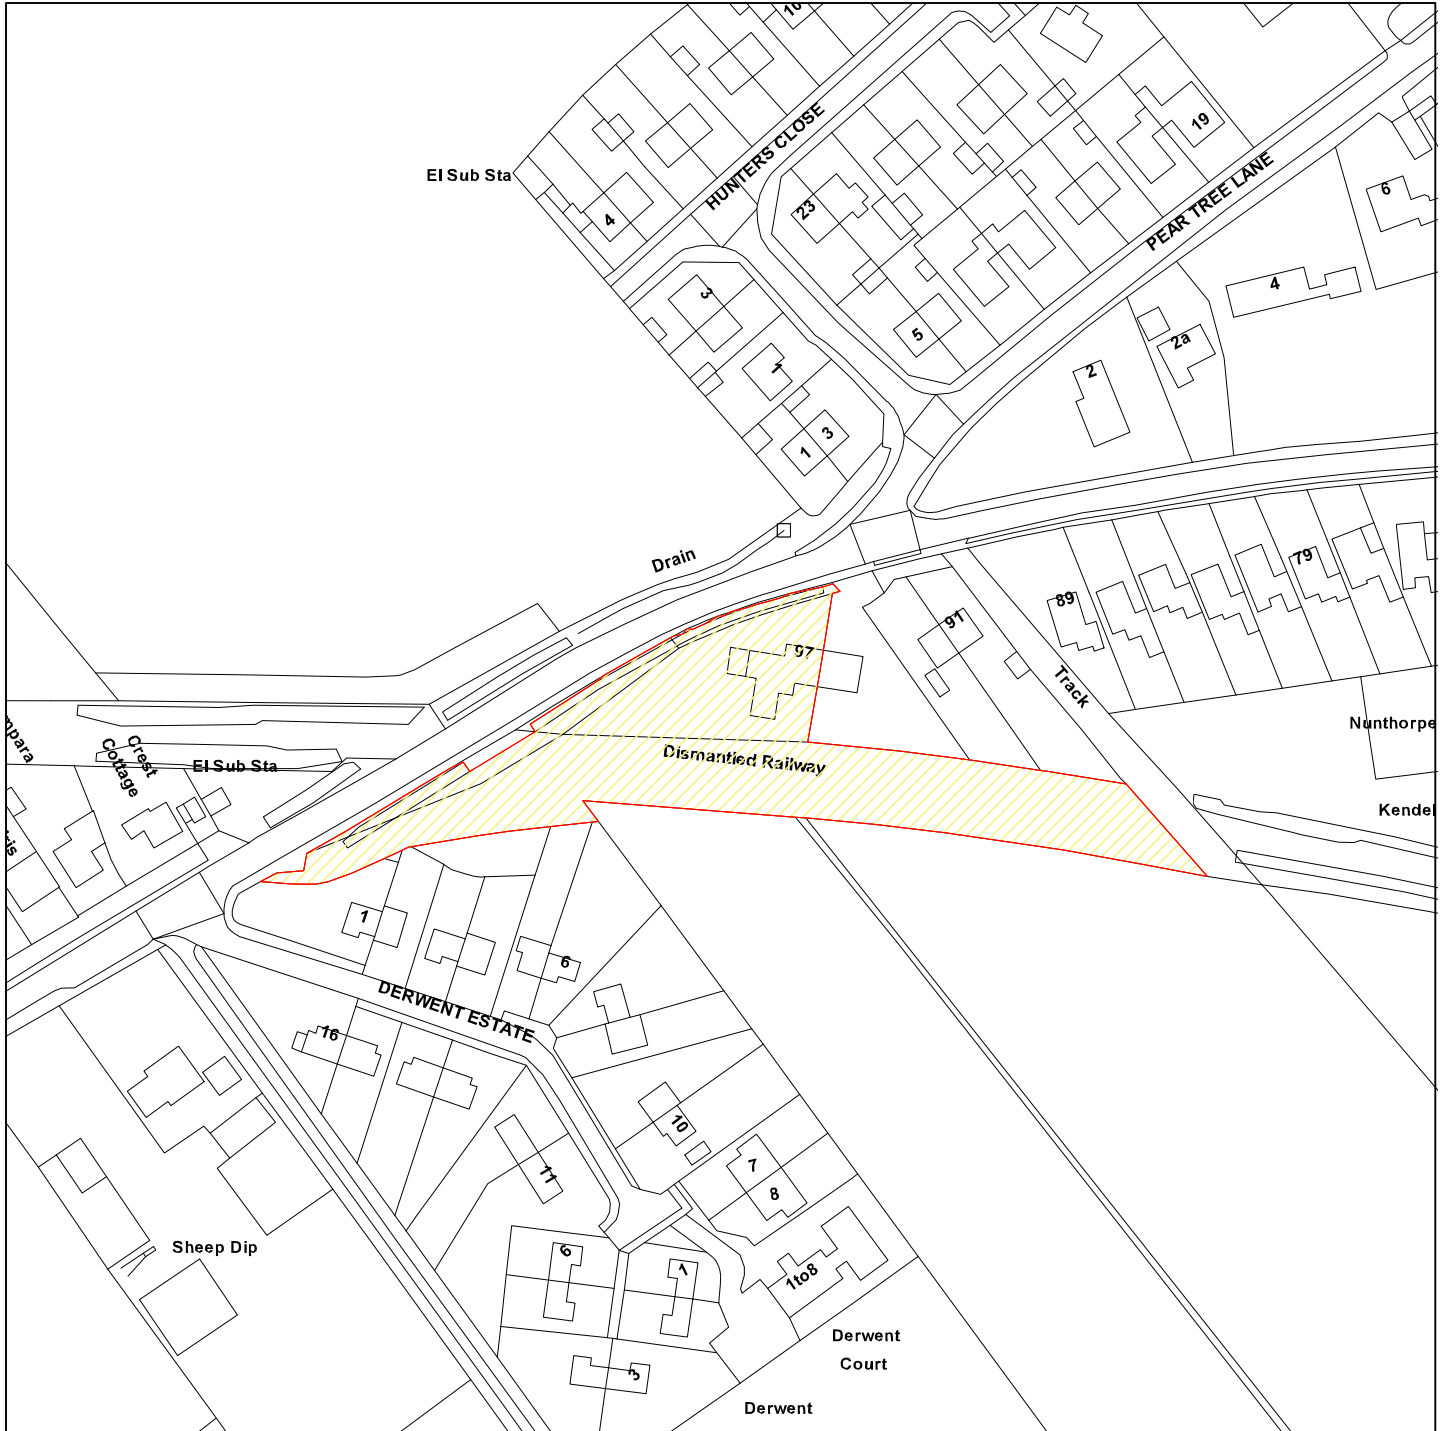 10
El Sub Sta
HUNTERS CLOSE
4
23
19
PEAR TREE LANE
6
3
5
4
2a
2
1
3
1
Drain
89
79
91
97
Track
Nunthorpe
Dismantled Railway
Crest
Cottage
El Sub Sta
Kendel
1
6
DERWENT ESTATE
16
10
7
8
11
Sheep Dip
6
1
1to8
3
Derwent
Court
Derwent